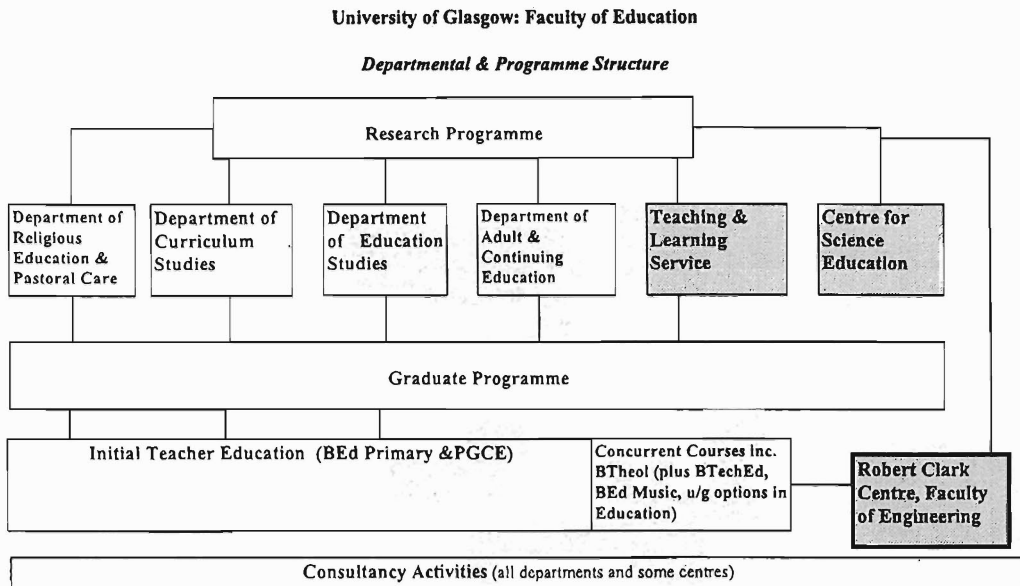 University of Glasgow: Faculty of Education
Departmental & Programme Structure
Research Programme
Department of
Religious
Education &
Pastoral Care
Department of
Curriculum
Studies
Department
of Education
Studies
Department of
Adult &
Continuing
Education
Teaching &
Learning
Service
Centre for
Science
Education
Graduate Programme
Initial Teacher Education (BEd Primary &PGCE)
Concurrent Courses Inc.
BTheol (plus BTechEd,
BEd Music, u/g options in
Education)
Robert Clark
Centre, Faculty
of Engineering
Consultancy Activities (all departments and some centres)